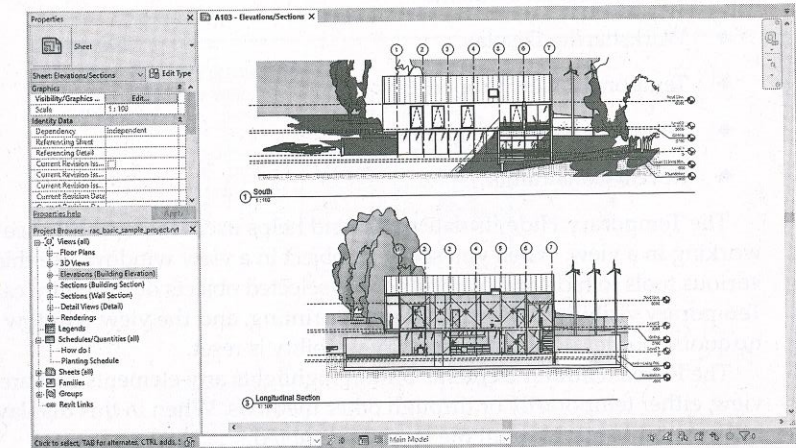 Properties
A103 - Elevations/Sections
Sheet
Sheet: Elevations/Sections
Edit Type
Graphics
Visibility/Graphics ... Edit...
Scale 1 : 100
Identity Data
Dependency Independent
Referencing Sheet
Referencing Detail
Current Revision Iss...
Current Revision Iss...
Current Revision Iss...
Current Revision Date
Properties help
Apply
Project Browser - rac_basic_sample_project.rvt
Views (all)
Floor Plans
3D Views
Elevations (Building Elevation)
Sections (Building Section)
Sections (Wall Section)
Detail Views (Detail)
Renderings
Legends
Schedules/Quantities (all)
How do I
Planting Schedule
Sheets (all)
Families
Groups
Revit Links
1 2 3 4 5 6 7
1 South
1 : 100
1 2 3 4 5 6 7
3 Longitudinal Section
1 : 100
Click to select, TAB for alternates, CTRL adds,
Main Model